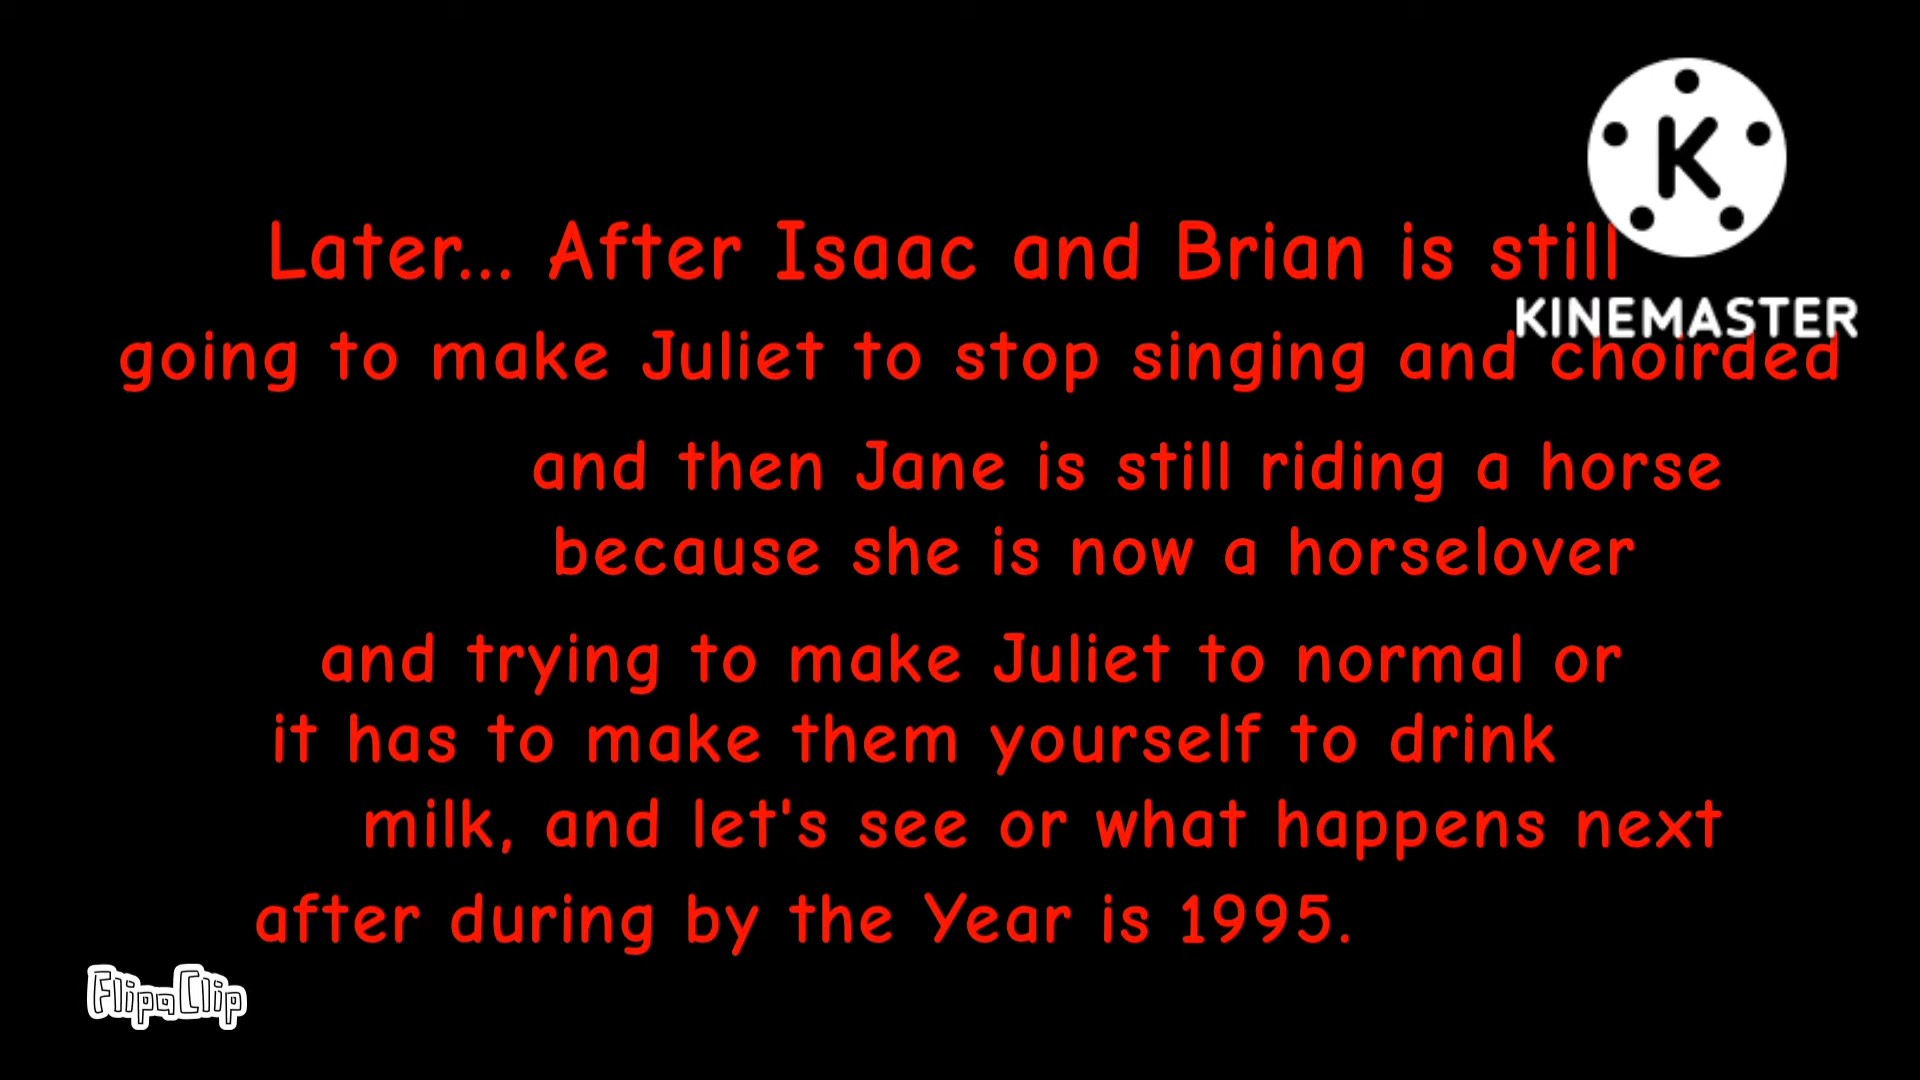 K
Later... After Isaac and Brian is still
KINEMASTER
going to make Juliet to stop singing and choirded
and then Jane is still riding a horse
because she is now a horselover
and trying to make Juliet to normal or
it has to make them yourself to drink
milk, and let's see or what happens next
after during by the Year is 1995.
FlipaClip